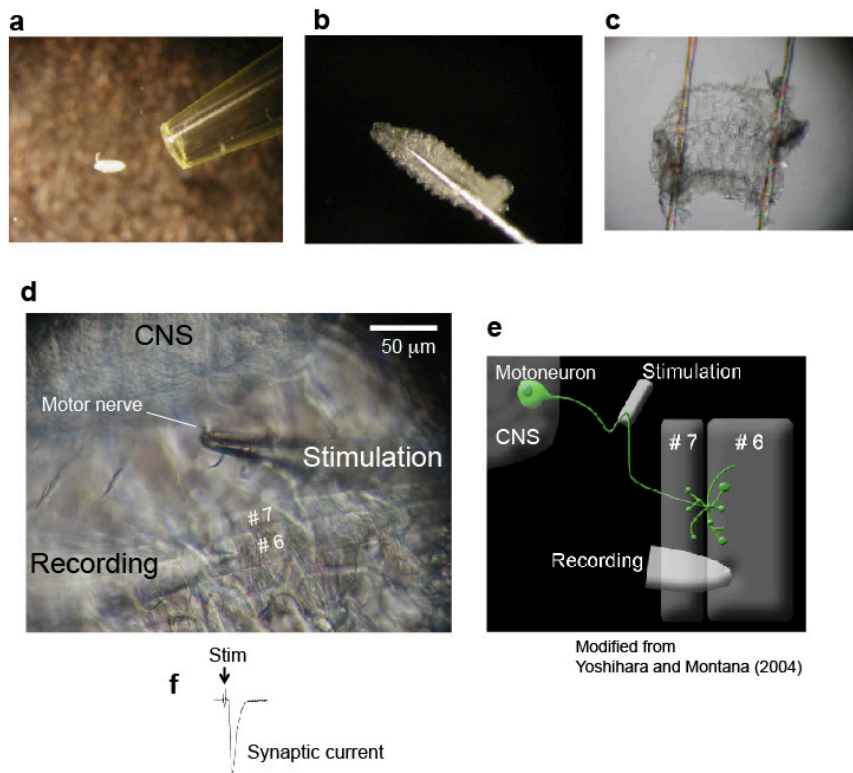 a
b
c
d
CNS
50 μm
Motor nerve
Stimulation
# 7
# 6
Recording
e
Motoneuron
Stimulation
CNS
# 7
# 6
Recording
Modified from
Yoshihara and Montana (2004)
Stim
f
Synaptic current